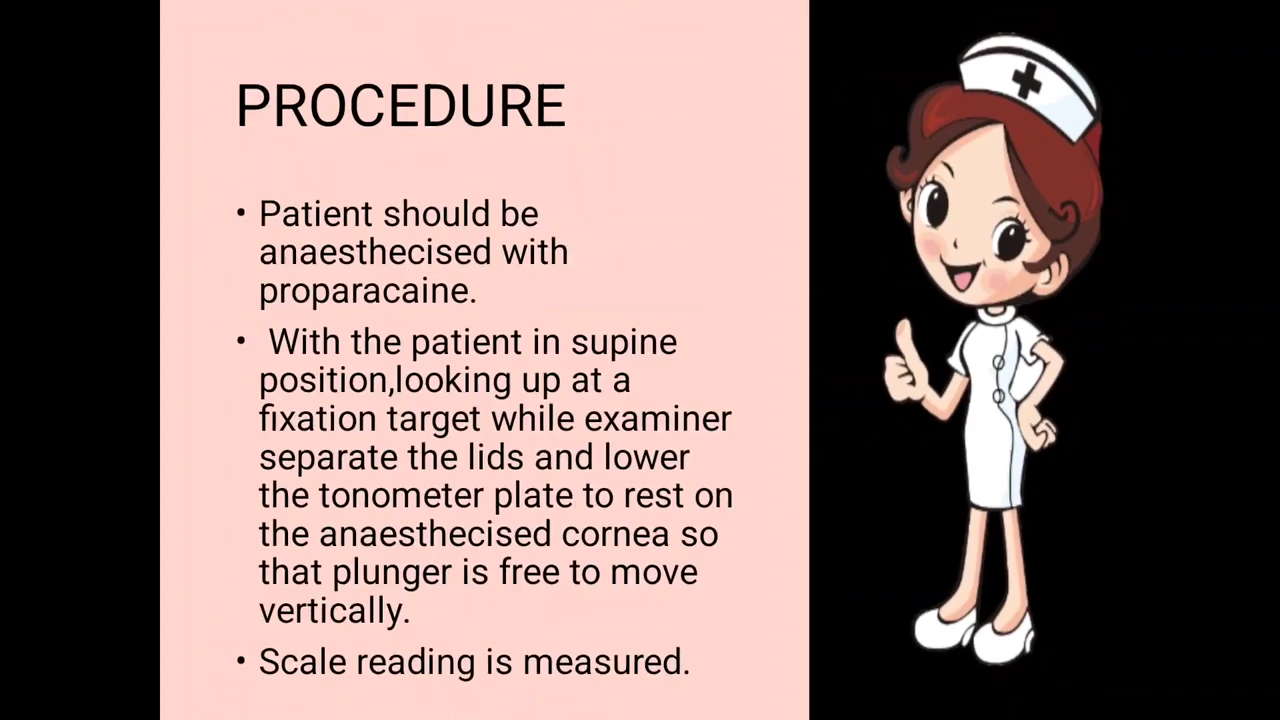 PROCEDURE
• Patient should be
anaesthecised with
proparacaine.
• With the patient in supine
position,looking up at a
fixation target while examiner
separate the lids and lower
the tonometer plate to rest on
the anaesthecised cornea so
that plunger is free to move
vertically.
• Scale reading is measured.